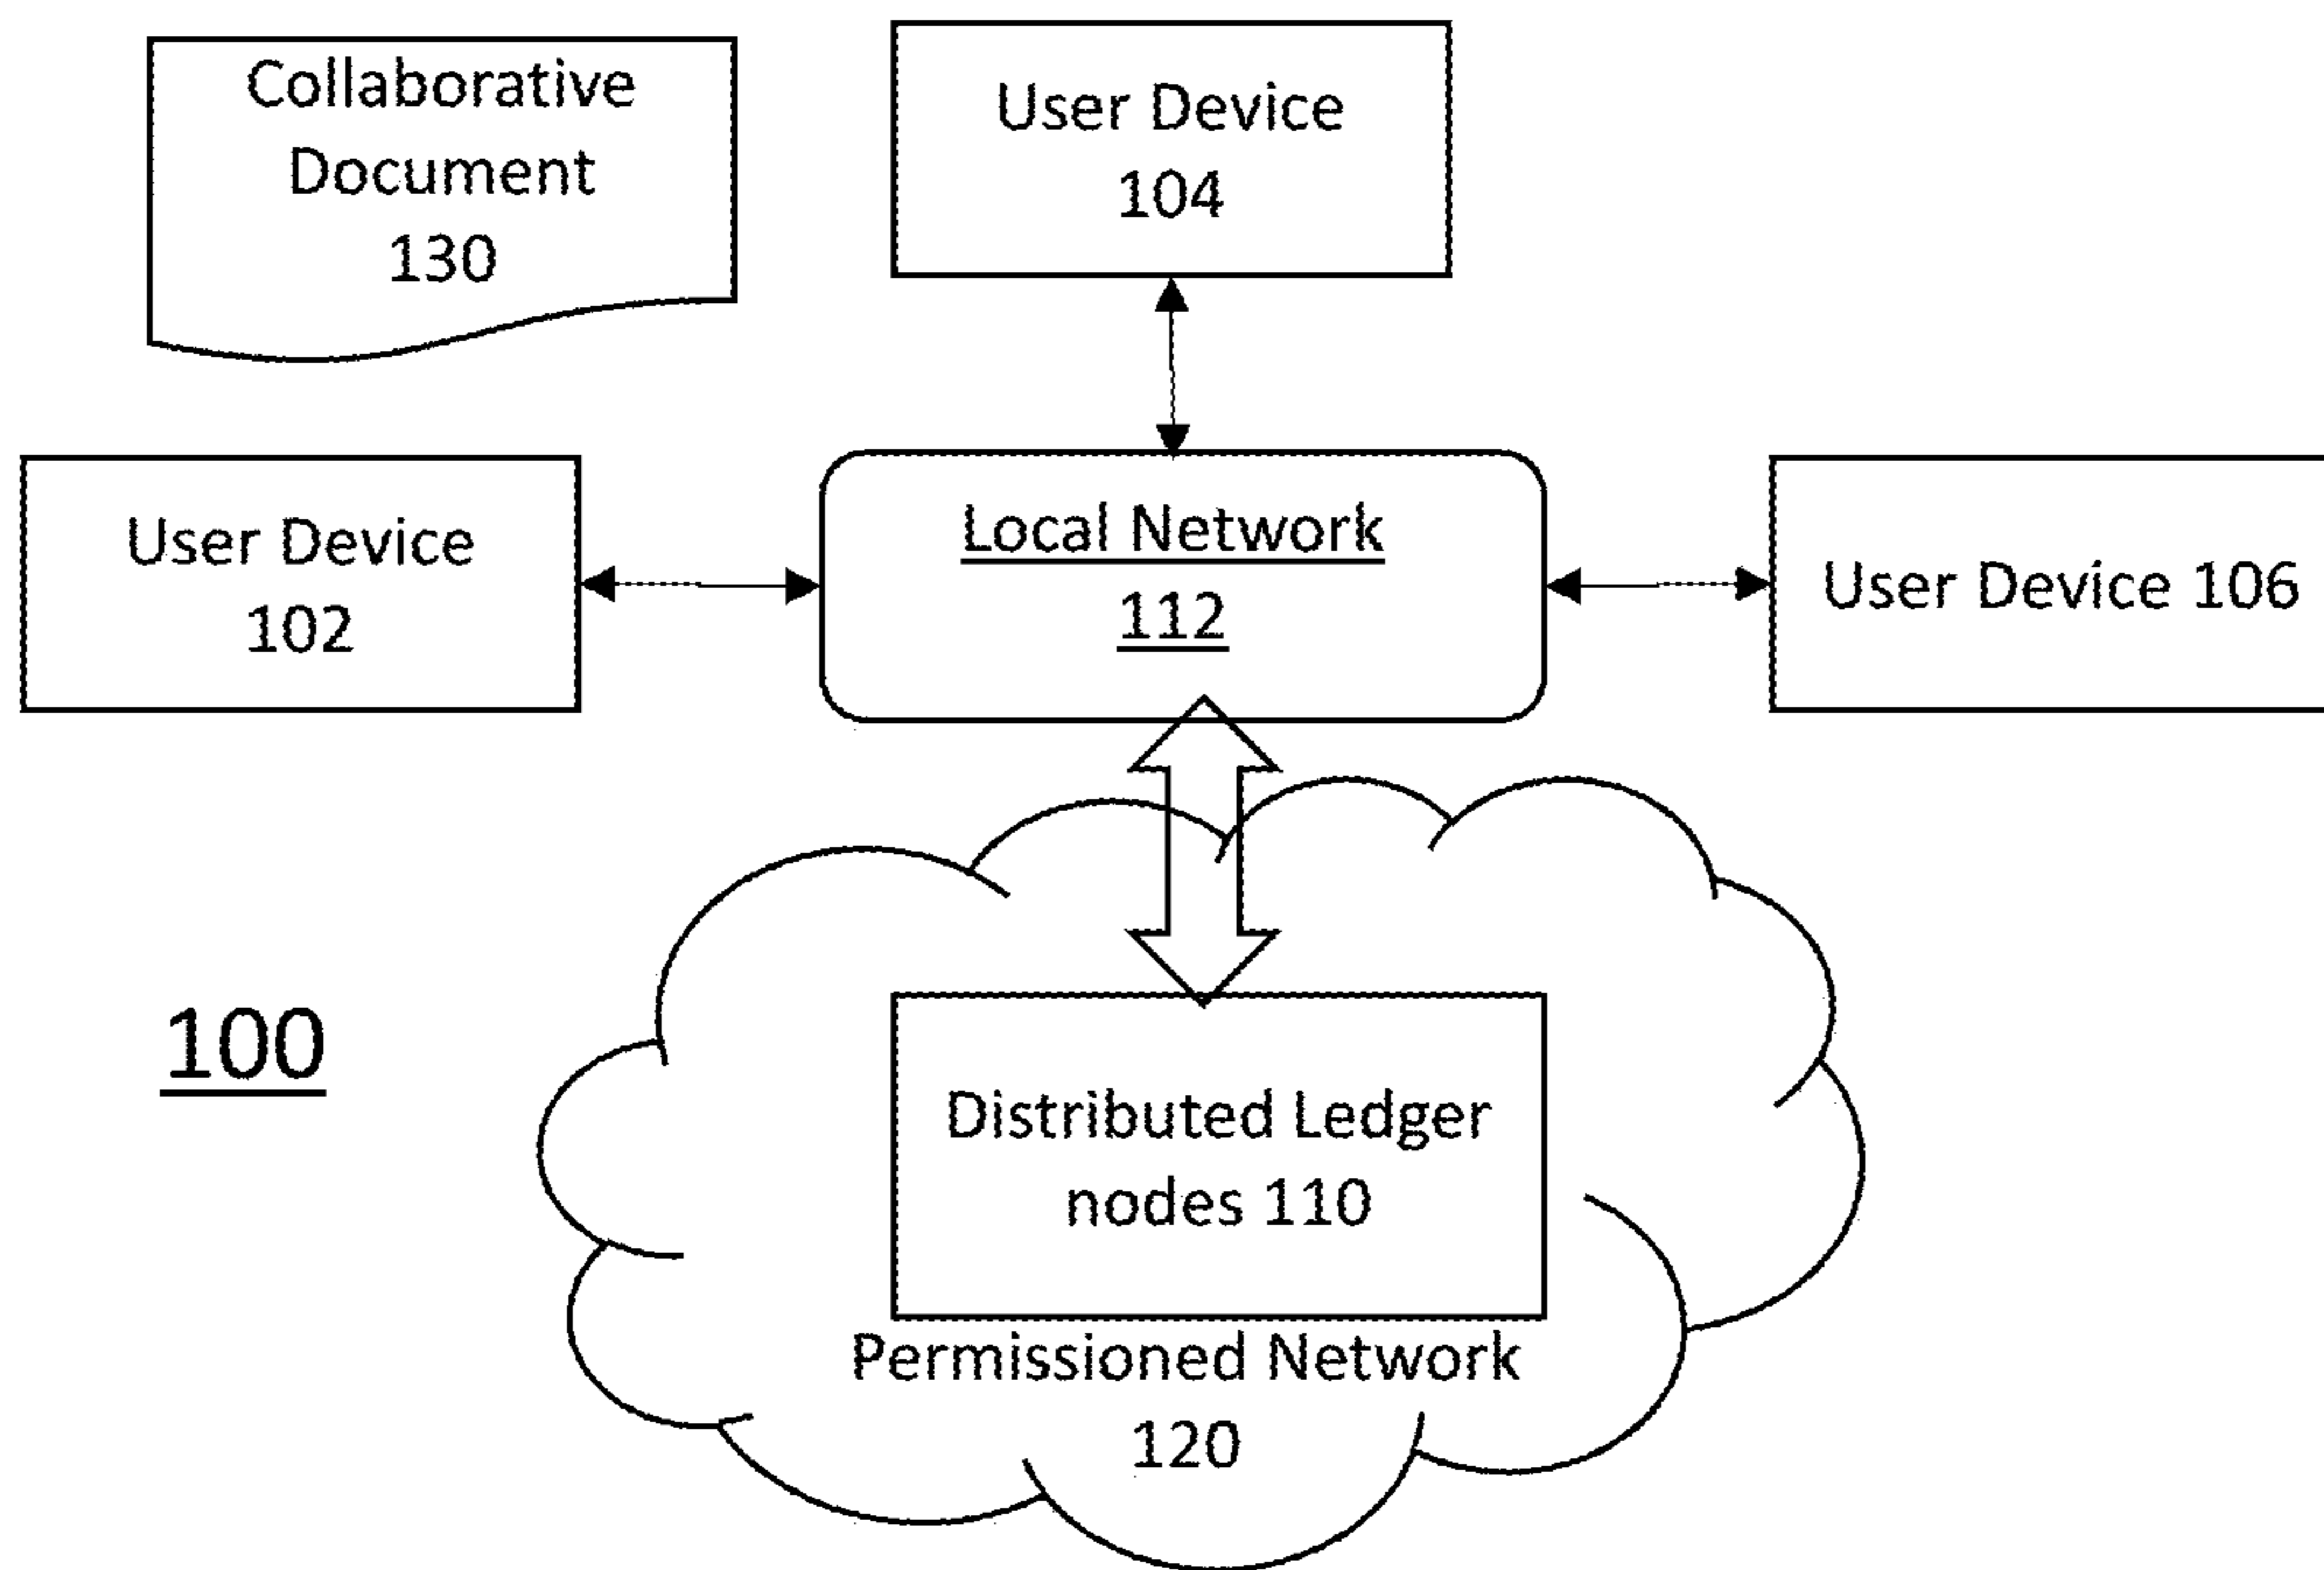 Collaborative
Document
130
User Device
104
User Device
102
Local Network
112
User Device 106
100
Distributed Ledger
nodes 110
Permissioned Network
120